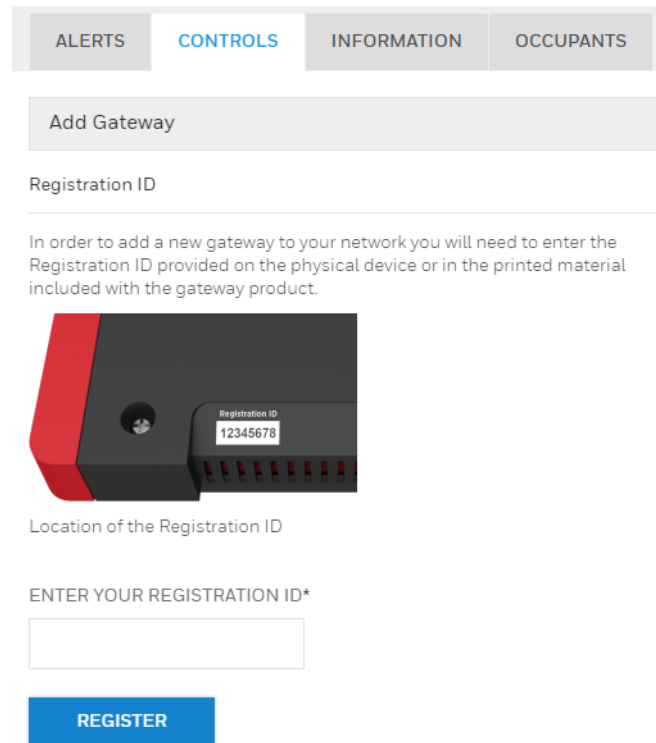 ALERTS CONTROLS INFORMATION OCCUPANTS
Add Gateway
Registration ID
In order to add a new gateway to your network you will need to enter the
Registration ID provided on the physical device or in the printed material
included with the gateway product.
Registration ID
12345678
Location of the Registration ID
ENTER YOUR REGISTRATION ID*
REGISTER